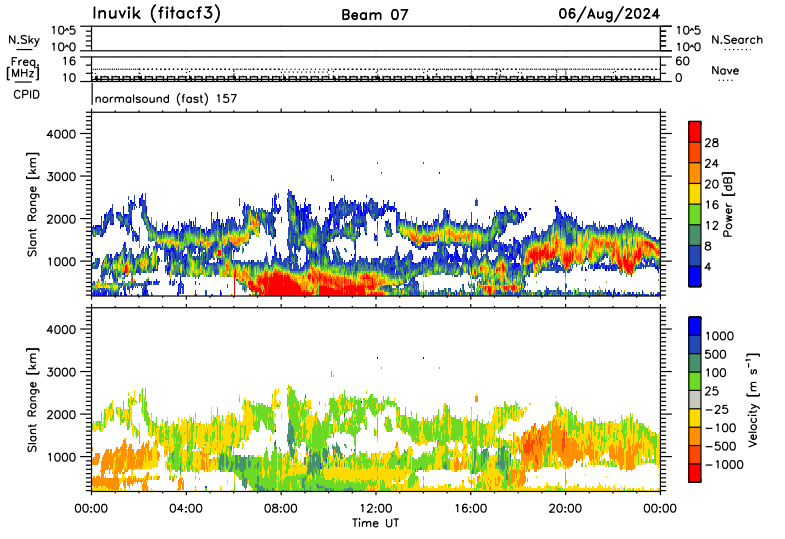 Inuvik (fitacf3) Beam 07 06/Aug/2024
N.Sky 10^5 10^0 10^5 10^0 N.Search
Freq. [MHz] 16 10 60 0 Nave
CPID normalsound (fast) 157
Slant Range [km]
4000
3000
2000
1000
28
24
20
16
12
8
4
Power [dB]
Slant Range [km]
4000
3000
2000
1000
1000
500
100
25
−25
−100
−500
−1000
Velocity [m s⁻¹]
00:00 04:00 08:00 12:00 16:00 20:00 00:00
Time UT